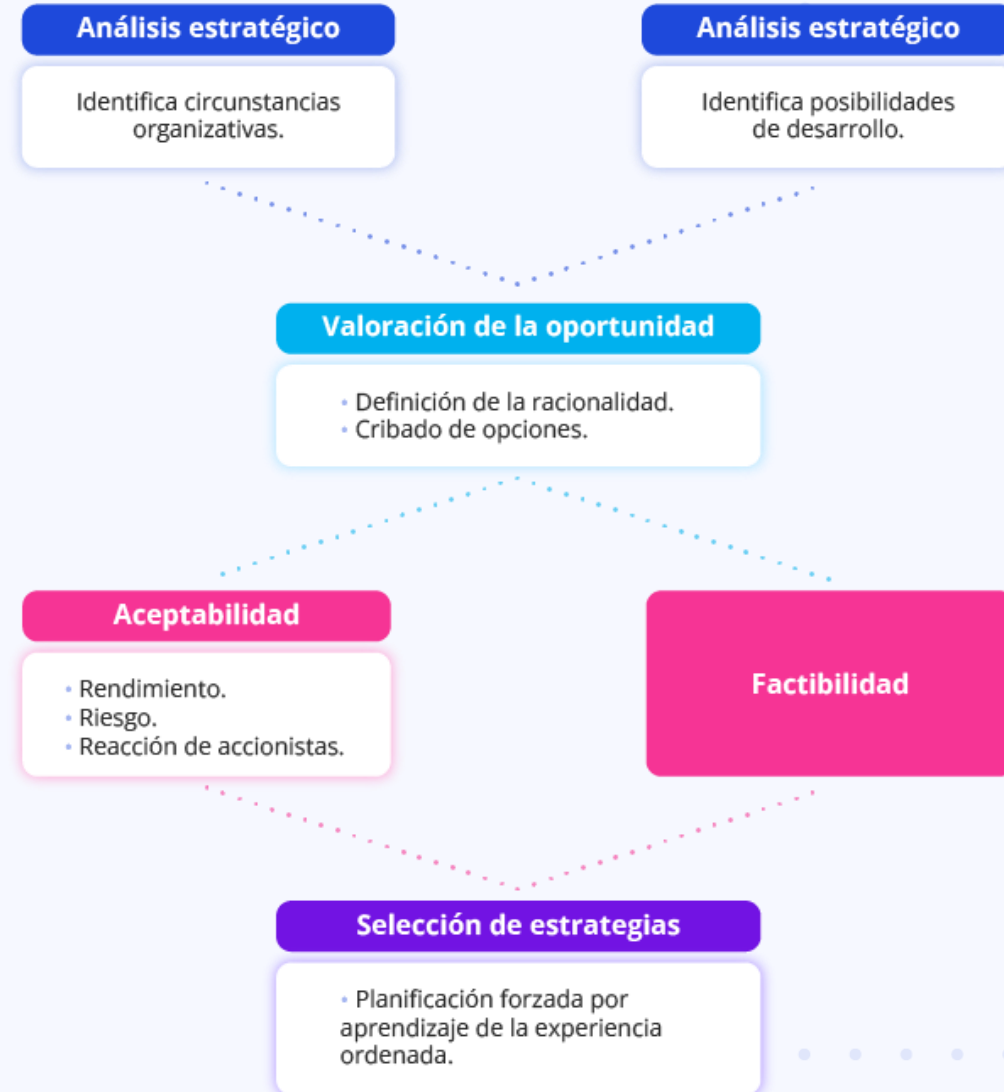 Análisis estratégico
Identifica circunstancias
organizativas.
Análisis estratégico
Identifica posibilidades
de desarrollo.
Valoración de la oportunidad
• Definición de la racionalidad.
• Cribado de opciones.
Aceptabilidad
• Rendimiento.
• Riesgo.
• Reacción de accionistas.
Factibilidad
Selección de estrategias
• Planificación forzada por
aprendizaje de la experiencia
ordenada.